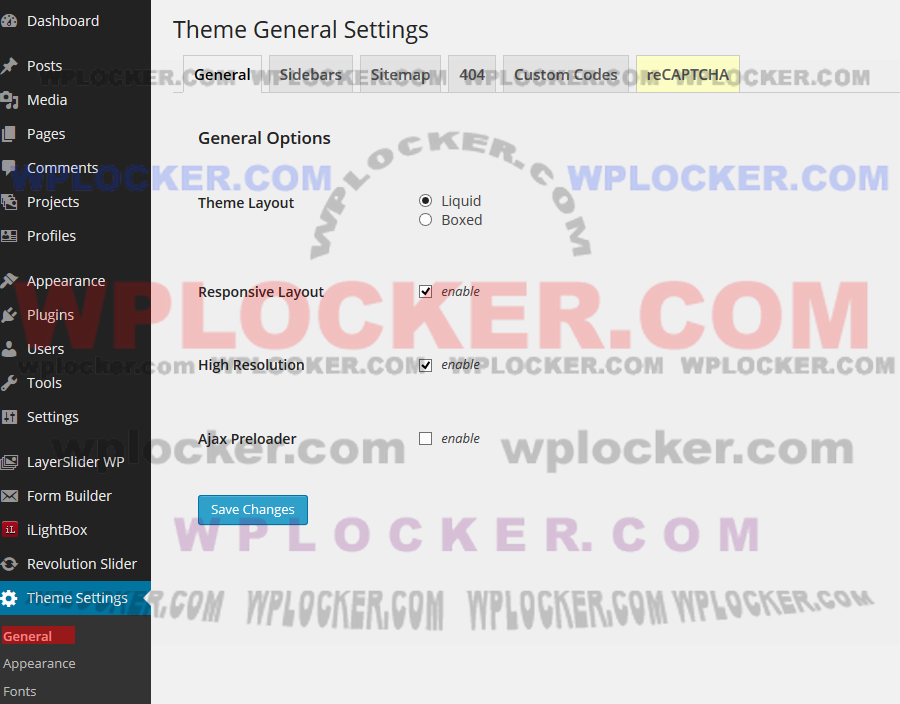 Dashboard
Posts
Media
Pages
Comments
Projects
Profiles
Appearance
Plugins
Users
Tools
Settings
LayerSlider WP
Form Builder
iL iLightBox
Revolution Slider
Theme Settings
General
Appearance
Fonts
Theme General Settings
General Sidebars Sitemap 404 Custom Codes reCAPTCHA
WPLOCKER.COM WPLOCKER.COM WPLOCKER.COM WPLOCKER.COM
General Options
WPLOCKER.COM
WPLOCKER.COM WPLOCKER.COM
Theme Layout
Liquid
Boxed
Responsive Layout enable
WPLOCKER.COM
High Resolution enable
wplocker.com WPLOCKER.COM WPLOCKER.COM WPLOCKER.COM
Ajax Preloader enable
wplocker.com wplocker.com
Save Changes
WPLOCKER.COM
WPLOCKER.COM WPLOCKER.COM WPLOCKER.COM WPLOCKER.COM